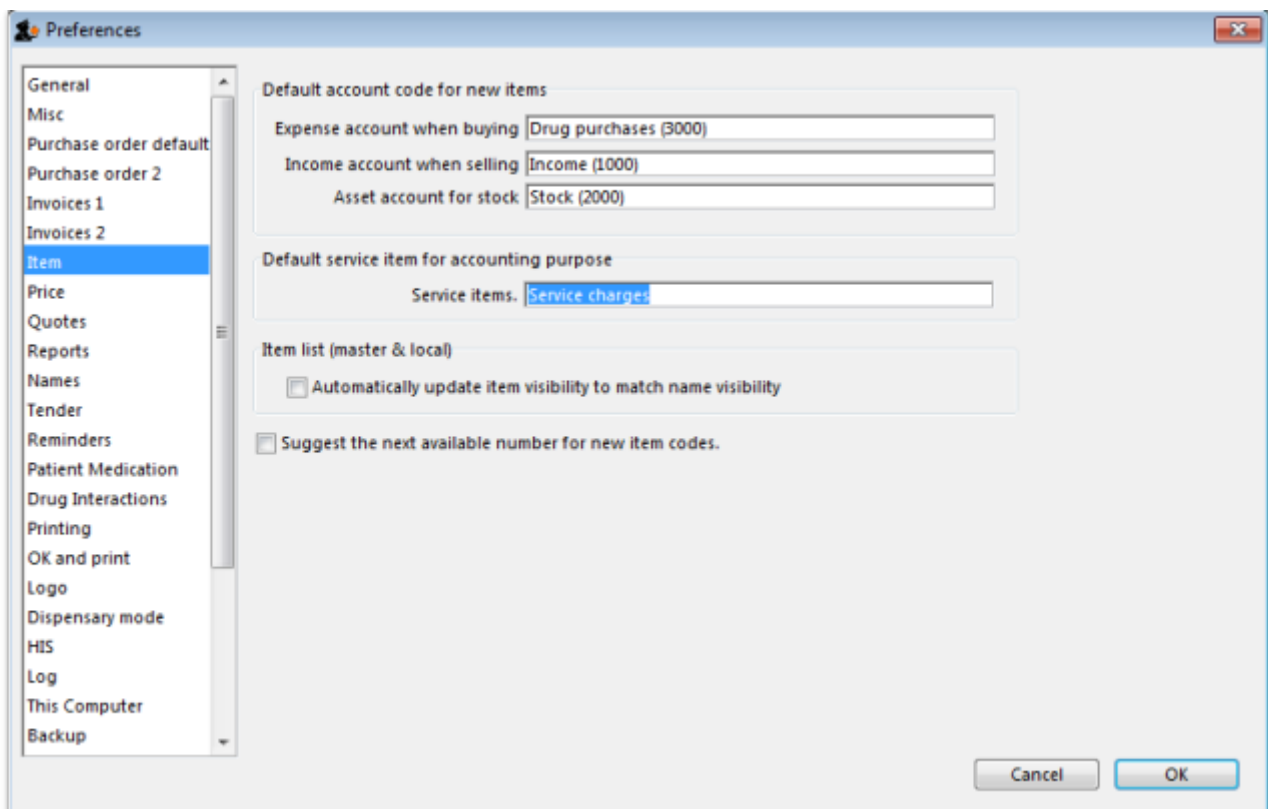 Preferences
General
Misc
Purchase order default
Purchase order 2
Invoices 1
Invoices 2
Item
Price
Quotes
Reports
Names
Tender
Reminders
Patient Medication
Drug Interactions
Printing
OK and print
Logo
Dispensary mode
HIS
Log
This Computer
Backup
Default account code for new items
Expense account when buying Drug purchases (3000)
Income account when selling Income (1000)
Asset account for stock Stock (2000)
Default service item for accounting purpose
Service items. Service charges
Item list (master & local)
Automatically update item visibility to match name visibility
Suggest the next available number for new item codes.
Cancel OK